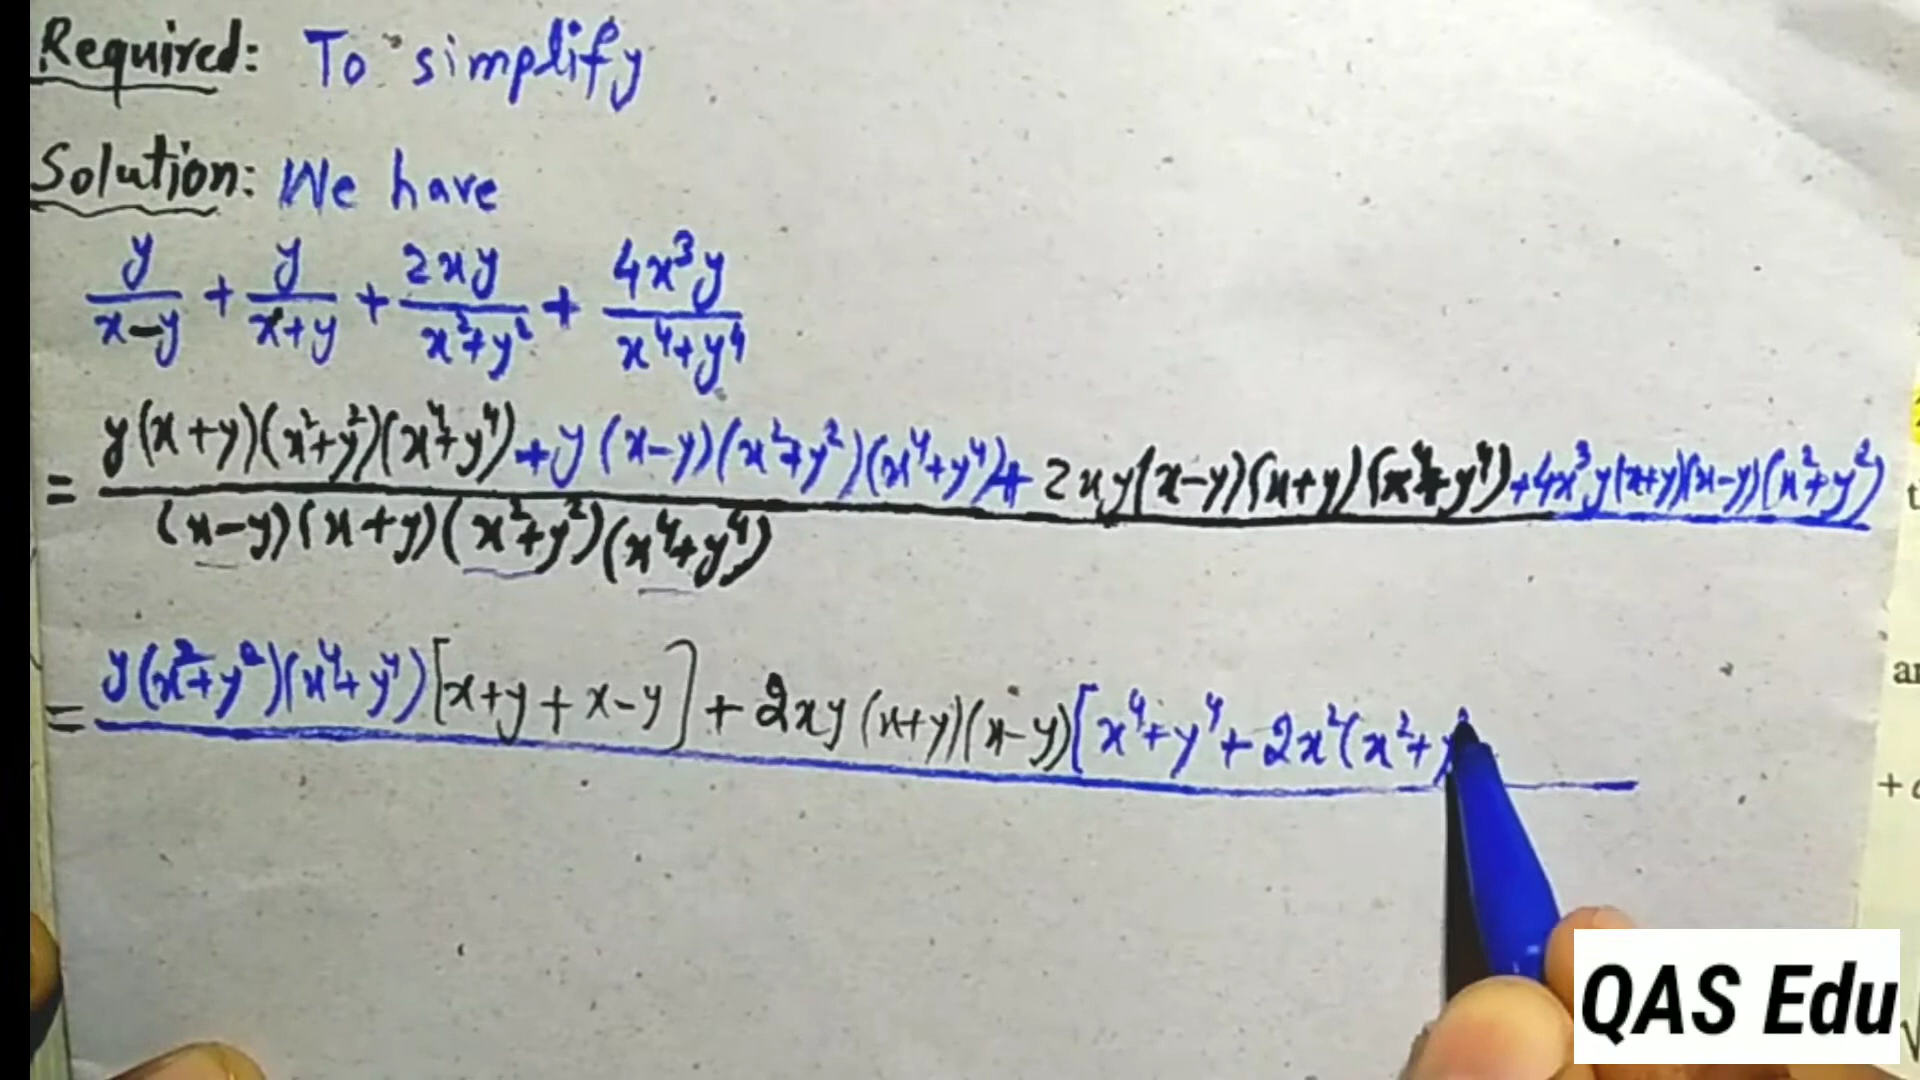 Required: To simplify
Solution: We have
y/(x-y) + y/(x+y) + 2xy/(x²+y²) + 4x³y/(x⁴+y⁴)
= y(x+y)(x²+y²)(x⁴+y⁴)+y(x-y)(x²+y²)(x⁴+y⁴)+2xy(x-y)(x+y)(x⁴+y⁴)+4x³y(x+y)(x-y)(x²+y²)
(x-y)(x+y)(x²+y²)(x⁴+y⁴)
= y(x²+y²)(x⁴+y⁴)[x+y+x-y]+2xy(x+y)(x-y)[x⁴+y⁴+2x²(x²+
QAS Edu